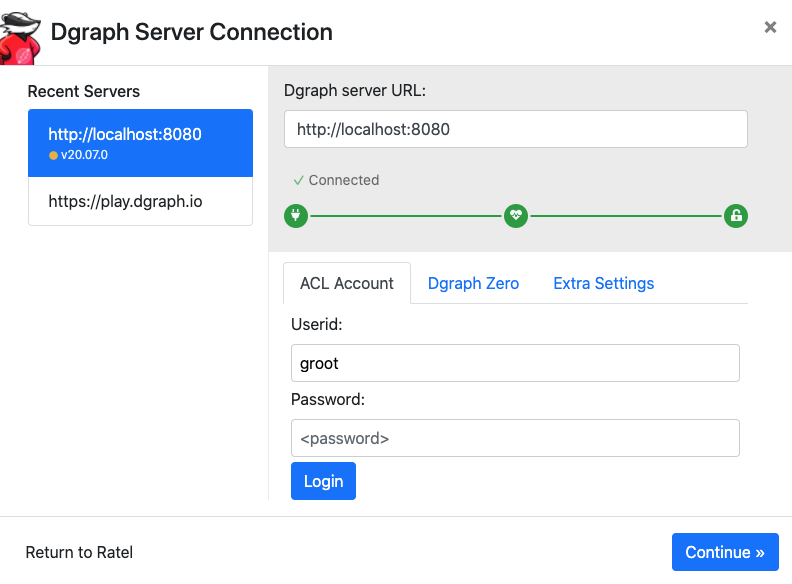 Dgraph Server Connection
×
Recent Servers
http://localhost:8080
v20.07.0
https://play.dgraph.io
Dgraph server URL:
http://localhost:8080
✓ Connected
ACL Account
Dgraph Zero
Extra Settings
Userid:
groot
Password:
<password>
Login
Return to Ratel
Continue »